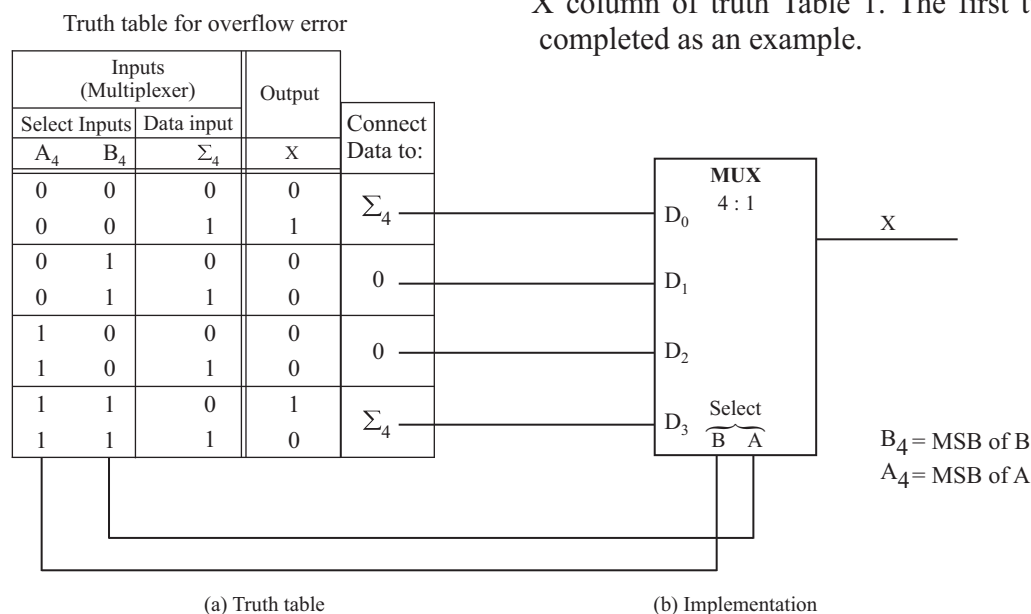 X column of truth Table 1. The first t
completed as an example.
Truth table for overflow error
Inputs
(Multiplexer)
Output
Select Inputs Data input
Connect
Data to:
A₄ B₄ Σ₄ X
0 0 0 0
0 0 1 1
Σ₄
0 1 0 0
0 1 1 0
0
1 0 0 0
1 0 1 0
0
1 1 0 1
1 1 1 0
Σ₄
MUX
4 : 1
D₀
D₁
D₂
D₃
Select
B A
X
B₄ = MSB of B
A₄ = MSB of A
(a) Truth table
(b) Implementation